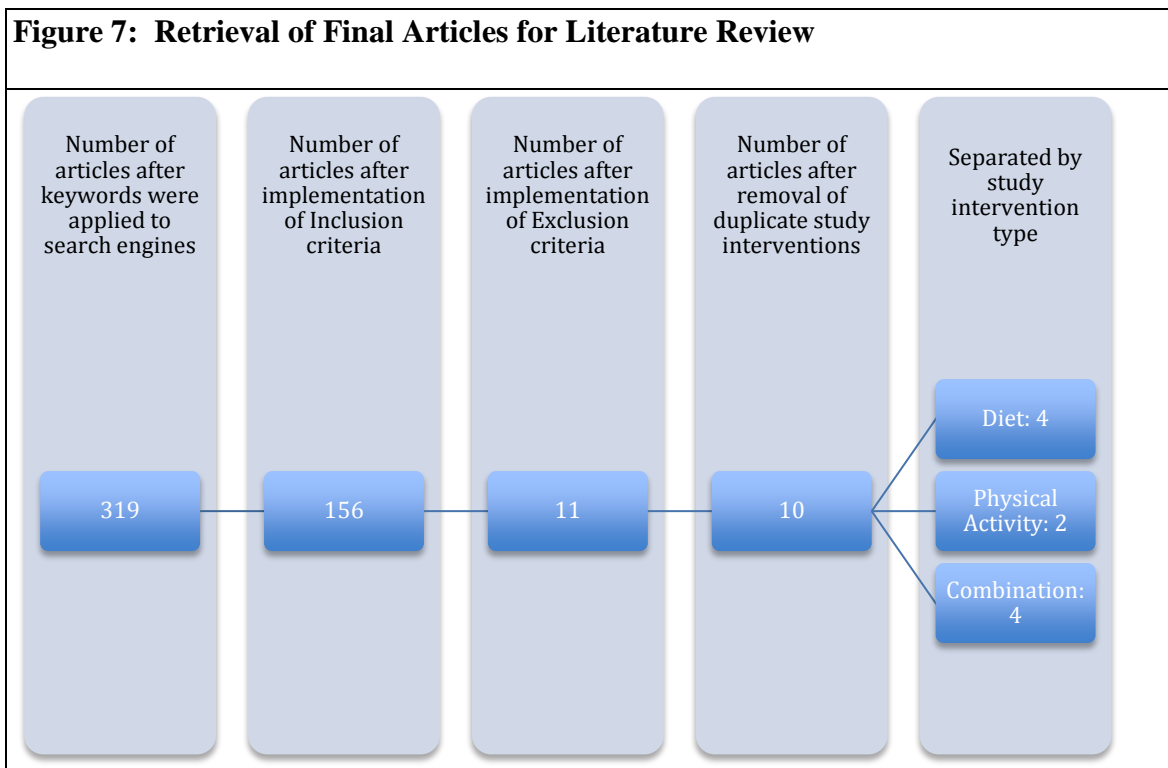 Figure 7: Retrieval of Final Articles for Literature Review
Number of
articles after
keywords were
applied to
search engines
Number of
articles after
implementation
of Inclusion
criteria
Number of
articles after
implementation
of Exclusion
criteria
Number of
articles after
removal of
duplicate study
interventions
Separated by
study
intervention
type
319
156
11
10
Diet: 4
Physical
Activity: 2
Combination:
4